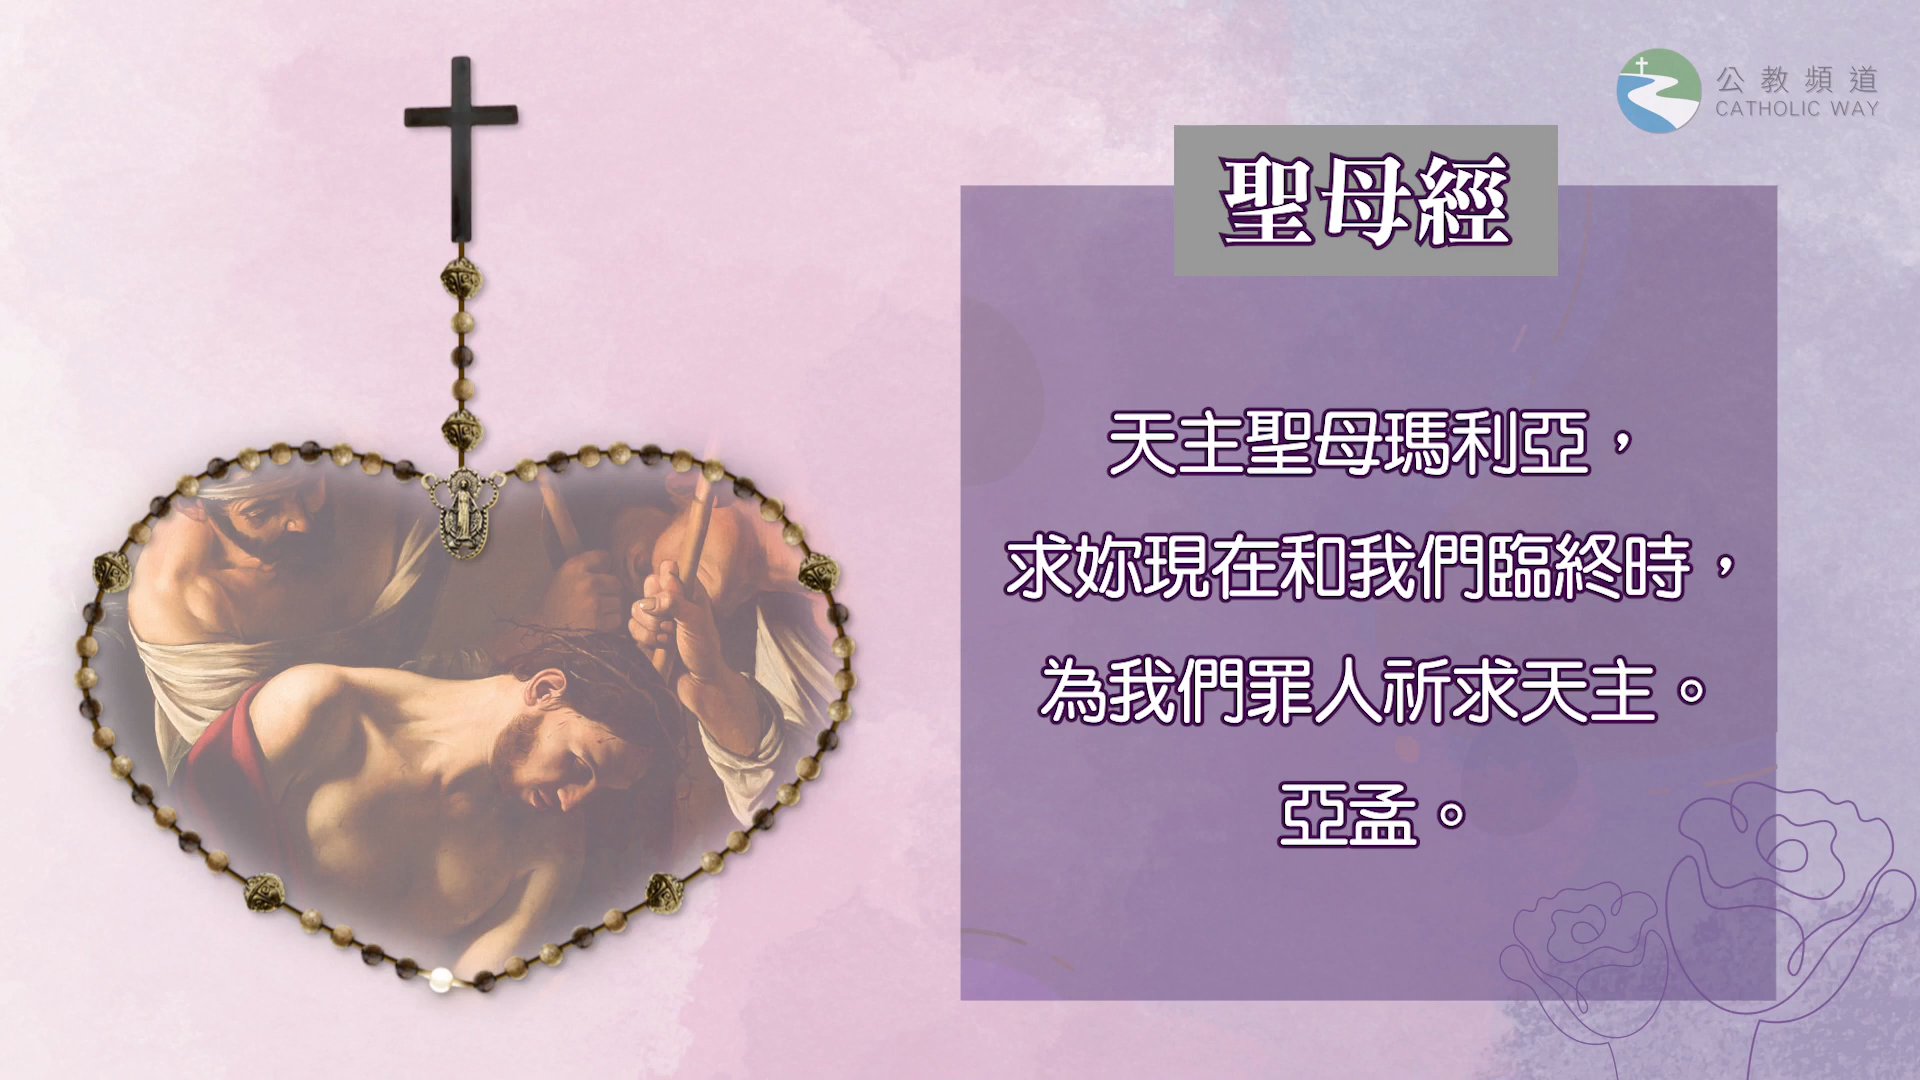 公教頻道
CATHOLIC WAY
聖母經
天主聖母瑪利亞，
求妳現在和我們臨終時，
為我們罪人祈求天主。
亞孟。